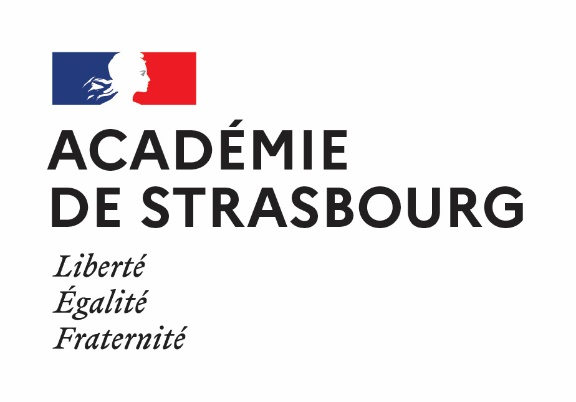 ACADÉMIE
DE STRASBOURG
Liberté
Égalité
Fraternité